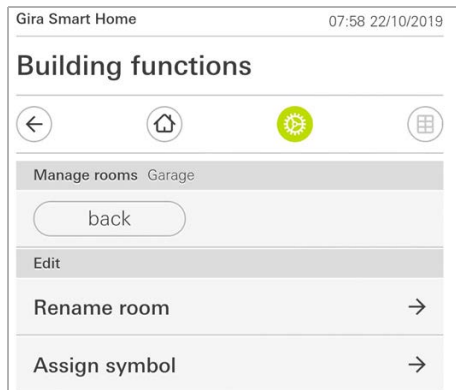 Gira Smart Home 07:58 22/10/2019
Building functions
Manage rooms Garage
back
Edit
Rename room
Assign symbol